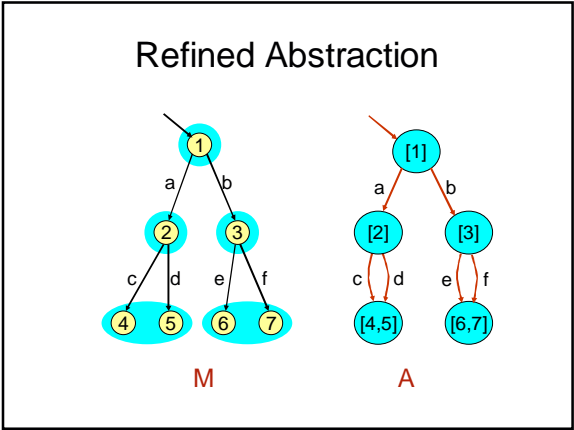 Refined Abstraction
1
a
b
2
3
c
d
e
f
4
5
6
7
M
[1]
a
b
[2]
[3]
c
d
e
f
[4,5]
[6,7]
A